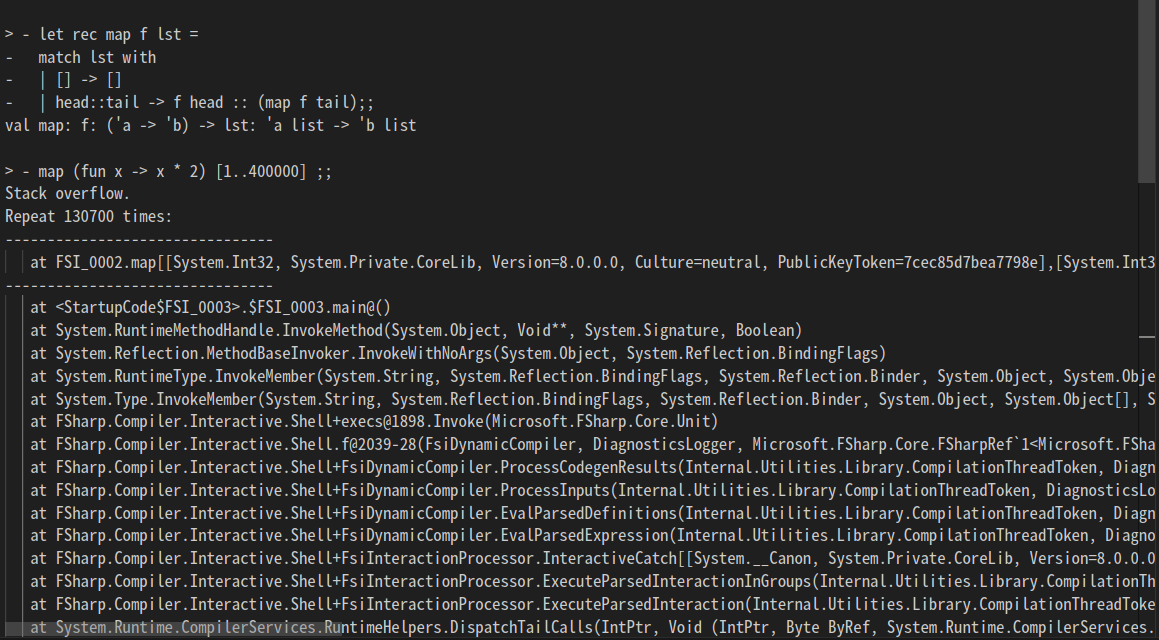 > - let rec map f lst =
-   match lst with
-   | [] -> []
-   | head::tail -> f head :: (map f tail);;
val map: f: ('a -> 'b) -> lst: 'a list -> 'b list
> - map (fun x -> x * 2) [1..400000] ;;
Stack overflow.
Repeat 130700 times:
--------------------------------
   at FSI_0002.map[[System.Int32, System.Private.CoreLib, Version=8.0.0.0, Culture=neutral, PublicKeyToken=7cec85d7bea7798e],[System.Int3
--------------------------------
   at <StartupCode$FSI_0003>.$FSI_0003.main@()
   at System.RuntimeMethodHandle.InvokeMethod(System.Object, Void**, System.Signature, Boolean)
   at System.Reflection.MethodBaseInvoker.InvokeWithNoArgs(System.Object, System.Reflection.BindingFlags)
   at System.RuntimeType.InvokeMember(System.String, System.Reflection.BindingFlags, System.Reflection.Binder, System.Object, System.Obje
   at System.Type.InvokeMember(System.String, System.Reflection.BindingFlags, System.Reflection.Binder, System.Object, System.Object[], S
   at FSharp.Compiler.Interactive.Shell+execs@1898.Invoke(Microsoft.FSharp.Core.Unit)
   at FSharp.Compiler.Interactive.Shell.f@2039-28(FsiDynamicCompiler, DiagnosticsLogger, Microsoft.FSharp.Core.FSharpRef`1<Microsoft.FSha
   at FSharp.Compiler.Interactive.Shell+FsiDynamicCompiler.ProcessCodegenResults(Internal.Utilities.Library.CompilationThreadToken, Diagn
   at FSharp.Compiler.Interactive.Shell+FsiDynamicCompiler.ProcessInputs(Internal.Utilities.Library.CompilationThreadToken, DiagnosticsLo
   at FSharp.Compiler.Interactive.Shell+FsiDynamicCompiler.EvalParsedDefinitions(Internal.Utilities.Library.CompilationThreadToken, Diagn
   at FSharp.Compiler.Interactive.Shell+FsiDynamicCompiler.EvalParsedExpression(Internal.Utilities.Library.CompilationThreadToken, Diagno
   at FSharp.Compiler.Interactive.Shell+FsiInteractionProcessor.InteractiveCatch[[System.__Canon, System.Private.CoreLib, Version=8.0.0.0
   at FSharp.Compiler.Interactive.Shell+FsiInteractionProcessor.ExecuteParsedInteractionInGroups(Internal.Utilities.Library.CompilationTh
   at FSharp.Compiler.Interactive.Shell+FsiInteractionProcessor.ExecuteParsedInteraction(Internal.Utilities.Library.CompilationThreadToke
   at System.Runtime.CompilerServices.RuntimeHelpers.DispatchTailCalls(IntPtr, Void (IntPtr, Byte ByRef, System.Runtime.CompilerServices.